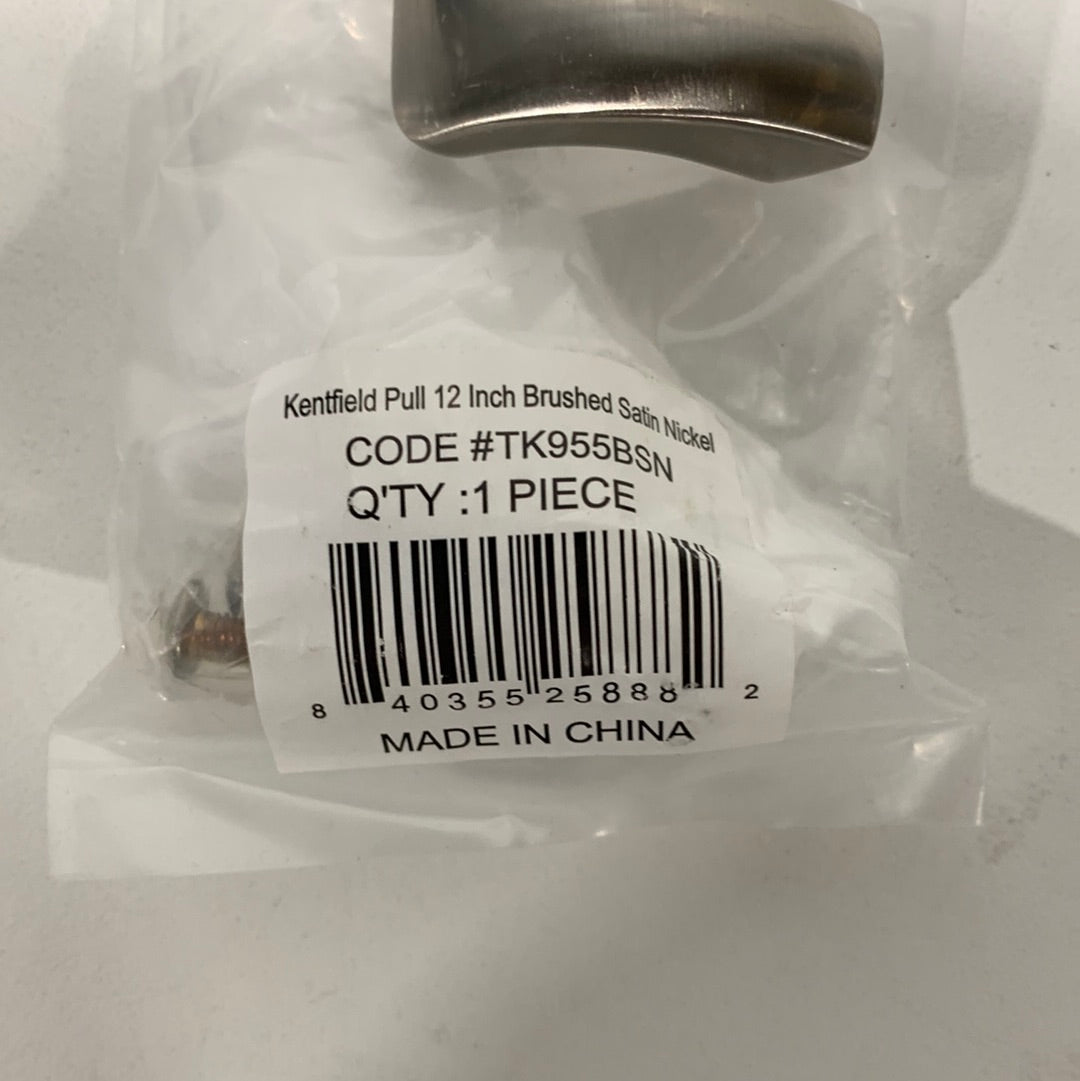 Kentfield Pull 12 Inch Brushed Satin Nickel
CODE #TK955BSN
Q'TY :1 PIECE
8 40355 25888 2
MADE IN CHINA